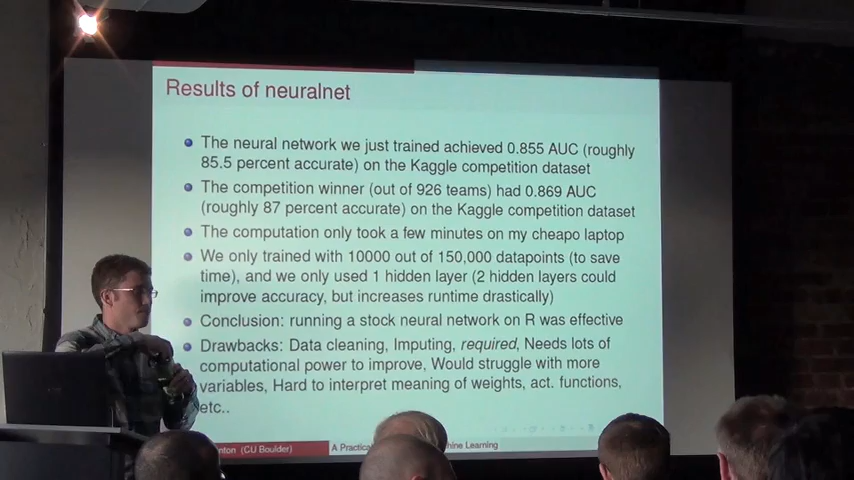 Results of neuralnet
The neural network we just trained achieved 0.855 AUC (roughly
85.5 percent accurate) on the Kaggle competition dataset
The competition winner (out of 926 teams) had 0.869 AUC
(roughly 87 percent accurate) on the Kaggle competition dataset
The computation only took a few minutes on my cheapo laptop
We only trained with 10000 out of 150,000 datapoints (to save
time), and we only used 1 hidden layer (2 hidden layers could
improve accuracy, but increases runtime drastically)
Conclusion: running a stock neural network on R was effective
Drawbacks: Data cleaning, Imputing, required, Needs lots of
computational power to improve, Would struggle with more
variables, Hard to interpret meaning of weights, act. functions,
etc..
(CU Boulder) A Learning